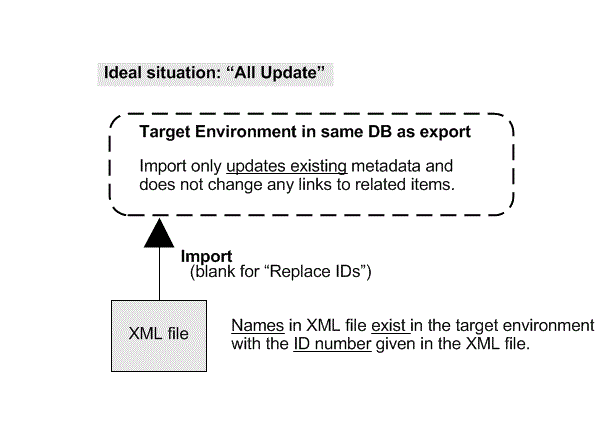 Ideal situation: “All Update”
Target Environment in same DB as export
Import only updates existing metadata and
does not change any links to related items.
Import
(blank for “Replace IDs”)
XML file
Names in XML file exist in the target environment
with the ID number given in the XML file.